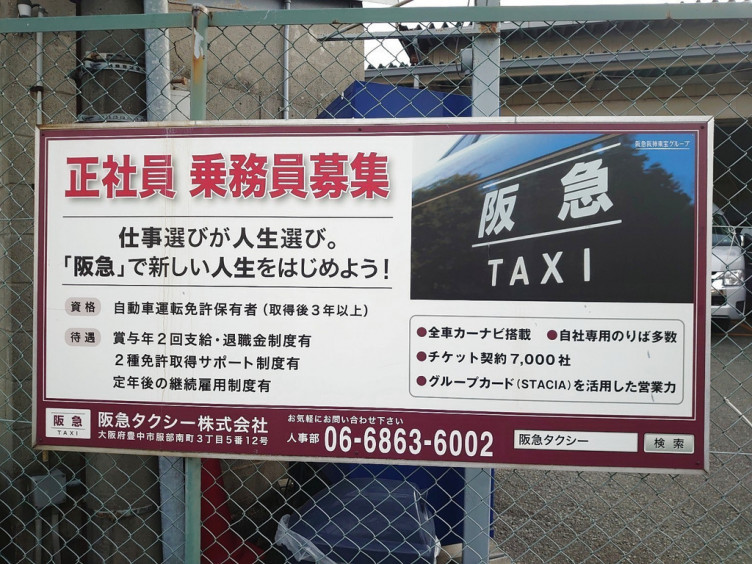 正社員 乗務員募集
仕事選びが人生選び。
「阪急」で新しい人生をはじめよう！
資格 自動車運転免許保有者（取得後３年以上）
待遇 賞与年２回支給・退職金制度有
２種免許取得サポート制度有
定年後の継続雇用制度有
阪急阪神東宝グループ
阪急
TAXI
●全車カーナビ搭載 ●自社専用のりば多数
●チケット契約7,000社
●グループカード（STACIA）を活用した営業力
阪急
TAXI
阪急タクシー株式会社
大阪府豊中市服部南町３丁目５番１２号
お気軽にお問い合わせ下さい
人事部 06-6863-6002
阪急タクシー 検索